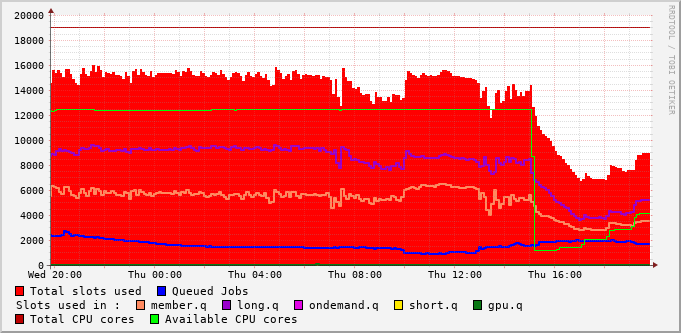 20000
18000
16000
14000
12000
10000
8000
6000
4000
2000
0
Wed 20:00 Thu 00:00 Thu 04:00 Thu 08:00 Thu 12:00 Thu 16:00
Total slots used Queued Jobs
Slots used in : member.q long.q ondemand.q short.q gpu.q
Total CPU cores Available CPU cores
RRDTOOL / TOBI OETIKER